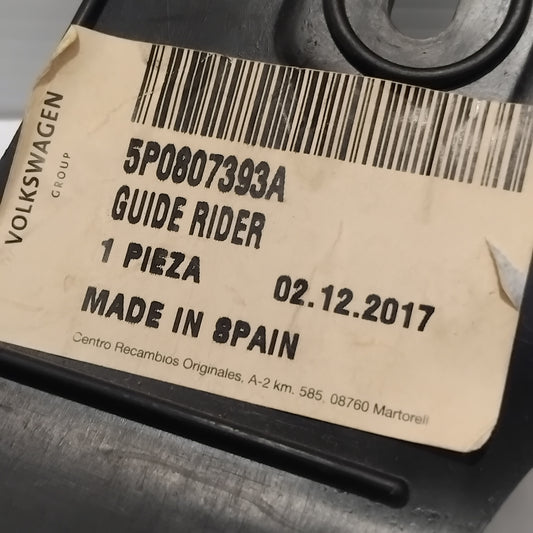 VOLKSWAGEN
GROUP
5P0807393A
GUIDE RIDER
1 PIEZA
02.12.2017
MADE IN SPAIN
Centro Recambios Originales, A-2 km. 585, 08760 Martorell